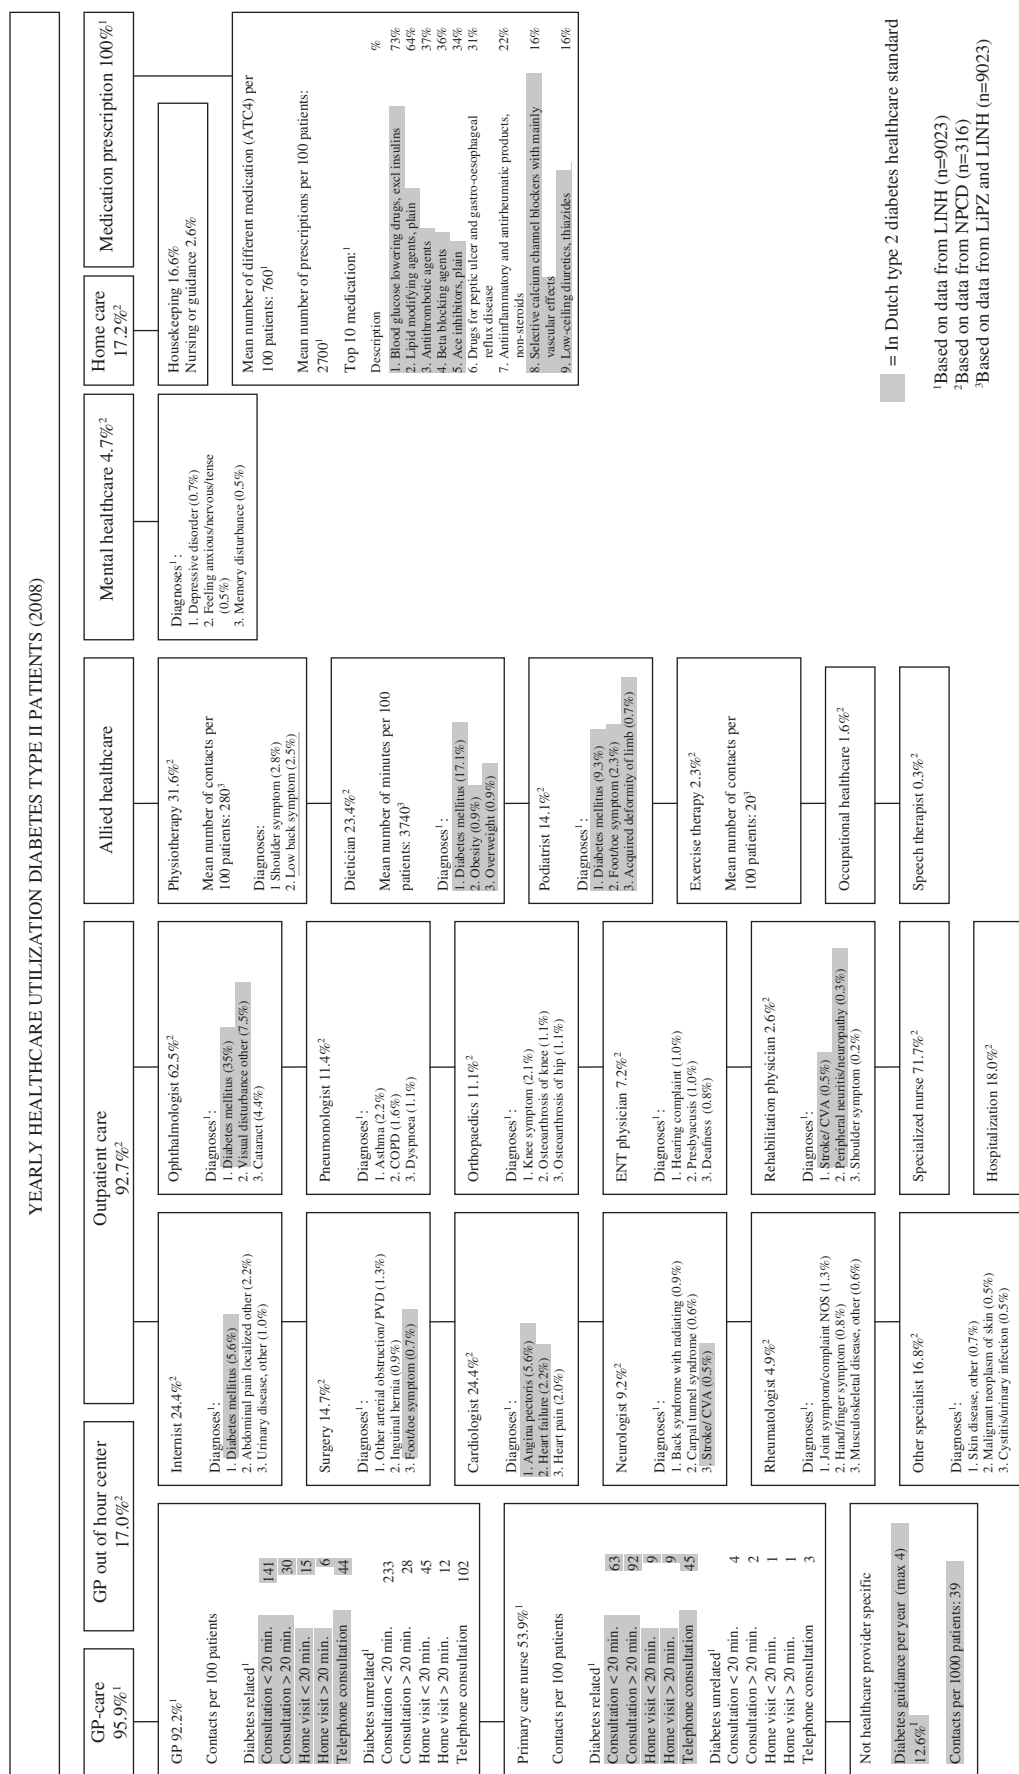 YEARLY HEALTHCARE UTILIZATION DIABETES TYPE II PATIENTS (2008)
GP-care
95.9%¹
GP out of hour center
17.0%²
Outpatient care
92.7%²
Allied healthcare
Mental healthcare 4.7%²
Home care
17.2%²
Medication prescription 100%¹
GP 92.2%¹
Contacts per 100 patients
Diabetes related¹
Consultation < 20 min. 141
Consultation > 20 min. 30
Home visit < 20 min. 15
Home visit > 20 min. 6
Telephone consultation 44
Diabetes unrelated¹
Consultation < 20 min. 233
Consultation > 20 min. 28
Home visit < 20 min. 45
Home visit > 20 min. 12
Telephone consultation 102
Primary care nurse 53.9%¹
Contacts per 100 patients
Diabetes related¹
Consultation < 20 min. 63
Consultation > 20 min. 92
Home visit < 20 min. 9
Home visit > 20 min. 9
Telephone consultation 45
Diabetes unrelated¹
Consultation < 20 min. 4
Consultation > 20 min. 2
Home visit < 20 min. 1
Home visit > 20 min. 1
Telephone consultation 3
Not healthcare provider specific
Diabetes guidance per year (max 4)
12.6%¹
Contacts per 1000 patients: 39
Internist 24.4%²
Diagnoses¹:
1. Diabetes mellitus (5.6%)
2. Abdominal pain localized other (2.2%)
3. Urinary disease, other (1.0%)
Surgery 14.7%²
Diagnoses¹:
1. Other arterial obstruction/ PVD (1.3%)
2. Inguinal hernia (0.9%)
3. Foot/toe symptom (0.7%)
Cardiologist 24.4%²
Diagnoses¹:
1. Angina pectoris (5.6%)
2. Heart failure (2.2%)
3. Heart pain (2.0%)
Neurologist 9.2%²
Diagnoses¹:
1. Back syndrome with radiating (0.9%)
2. Carpal tunnel syndrome (0.6%)
3. Stroke/ CVA (0.5%)
Rheumatologist 4.9%²
Diagnoses¹:
1. Joint symptom/complaint NOS (1.3%)
2. Hand/finger symptom (0.8%)
3. Musculoskeletal disease, other (0.6%)
Other specialist 16.8%²
Diagnoses¹:
1. Skin disease, other (0.7%)
2. Malignant neoplasm of skin (0.5%)
3. Cystitis/urinary infection (0.5%)
Ophthalmologist 62.5%²
Diagnoses¹:
1. Diabetes mellitus (35%)
2. Visual disturbance other (7.5%)
3. Cataract (4.4%)
Pneumonologist 11.4%²
Diagnoses¹:
1. Asthma (2.2%)
2. COPD (1.6%)
3. Dyspnoea (1.1%)
Orthopaedics 11.1%²
Diagnoses¹:
1. Knee symptom (2.1%)
2. Osteoarthrosis of knee (1.1%)
3. Osteoarthrosis of hip (1.1%)
ENT physician 7.2%²
Diagnoses¹:
1. Hearing complaint (1.0%)
2. Presbyacusis (1.0%)
3. Deafness (0.8%)
Rehabilitation physician 2.6%²
Diagnoses¹:
1. Stroke/ CVA (0.5%)
2. Peripheral neuritis/neuropathy (0.3%)
3. Shoulder symptom (0.2%)
Specialized nurse 71.7%²
Hospitalization 18.0%²
Physiotherapy 31.6%²
Mean number of contacts per
100 patients: 280³
Diagnoses:
1 Shoulder symptom (2.8%)
2. Low back symptom (2.5%)
Dietician 23.4%²
Mean number of minutes per 100
patients: 3740³
Diagnoses¹:
1. Diabetes mellitus (17.1%)
2. Obesity (0.9%)
3. Overweight (0.9%)
Podiatrist 14.1%²
Diagnoses¹:
1. Diabetes mellitus (9.3%)
2. Foot/toe symptom (2.3%)
3. Acquired deformity of limb (0.7%)
Exercise therapy 2.3%²
Mean number of contacts per
100 patients: 20³
Occupational healthcare 1.6%²
Speech therapist 0.3%²
Diagnoses¹:
1. Depressive disorder (0.7%)
2. Feeling anxious/nervous/tense
(0.5%)
3. Memory disturbance (0.5%)
Housekeeping 16.6%
Nursing or guidance 2.6%
Mean number of different medication (ATC4) per
100 patients: 760¹
Mean number of prescriptions per 100 patients:
2700¹
Top 10 medication:¹
Description %
1. Blood glucose lowering drugs, excl insulins 73%
2. Lipid modifying agents, plain 64%
3. Antithrombotic agents 37%
4. Beta blocking agents 36%
5. Ace inhibitors, plain 34%
6. Drugs for peptic ulcer and gastro-oesophageal 31%
reflux disease
7. Antiinflammatory and antirheumatic products, 22%
non-steroids
8. Selective calcium channel blockers with mainly 16%
vascular effects
9. Low-ceiling diuretics, thiazides 16%
= In Dutch type 2 diabetes healthcare standard
¹Based on data from LINH (n=9023)
²Based on data from NPCD (n=316)
³Based on data from LiPZ and LINH (n=9023)